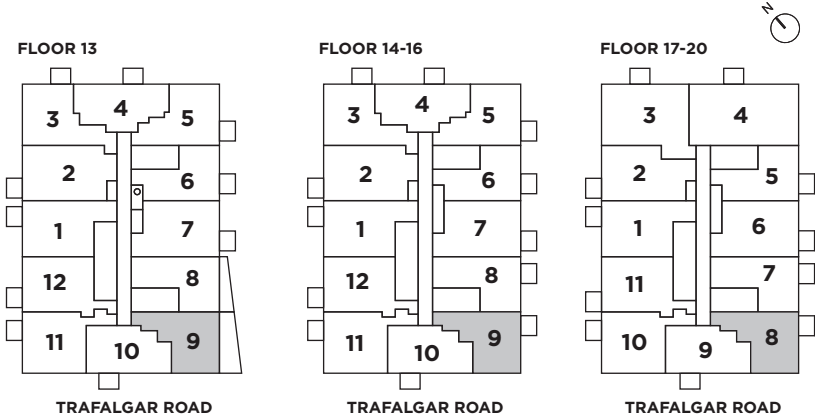 N
FLOOR 13
FLOOR 14-16
FLOOR 17-20
3 4 5
2 6
1 7
12 8
11 10 9
TRAFALGAR ROAD
3 4 5
2 6
1 7
12 8
11 10 9
TRAFALGAR ROAD
3 4
2 5
1 6
11 7
10 9 8
TRAFALGAR ROAD